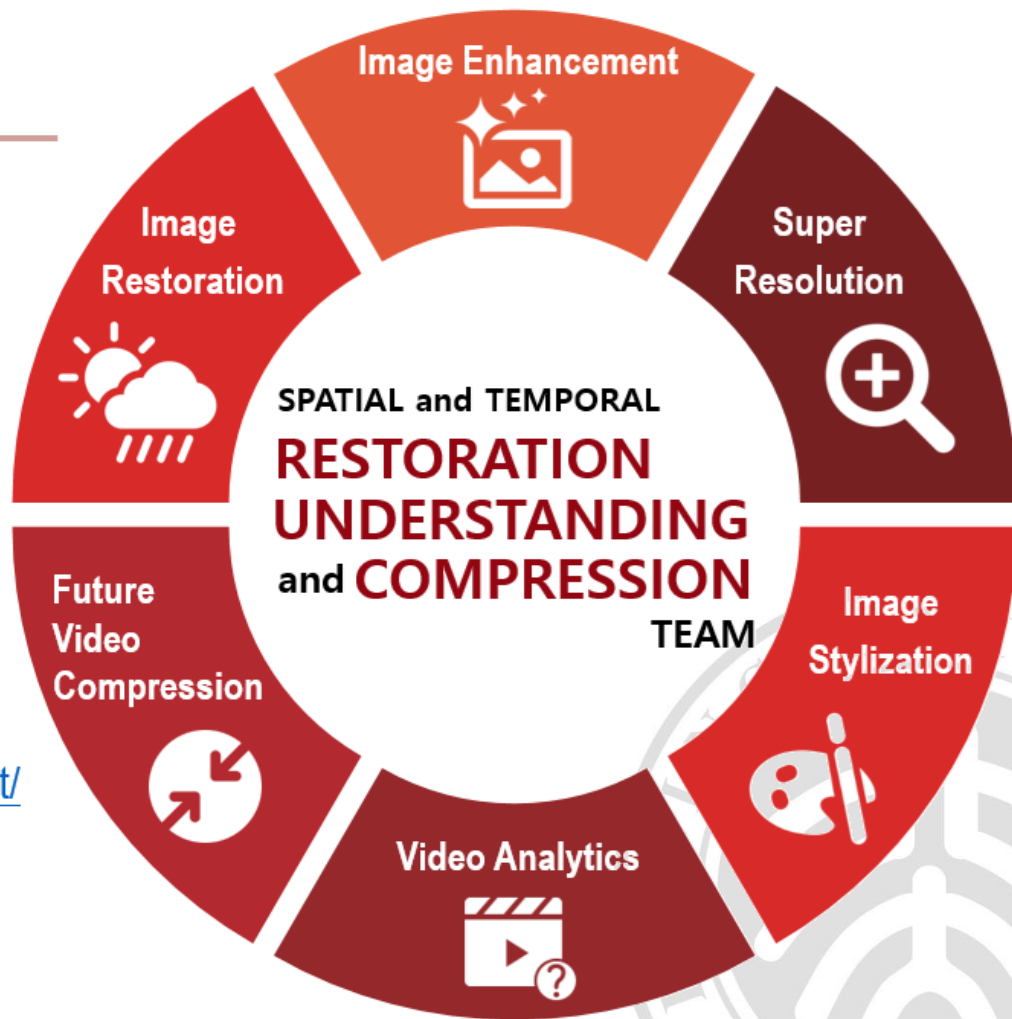 Image Enhancement
Image
Restoration
Super
Resolution
SPATIAL and TEMPORAL
RESTORATION
UNDERSTANDING
and COMPRESSION
TEAM
Future
Video
Compression
Image
Stylization
t/
Video Analytics
?